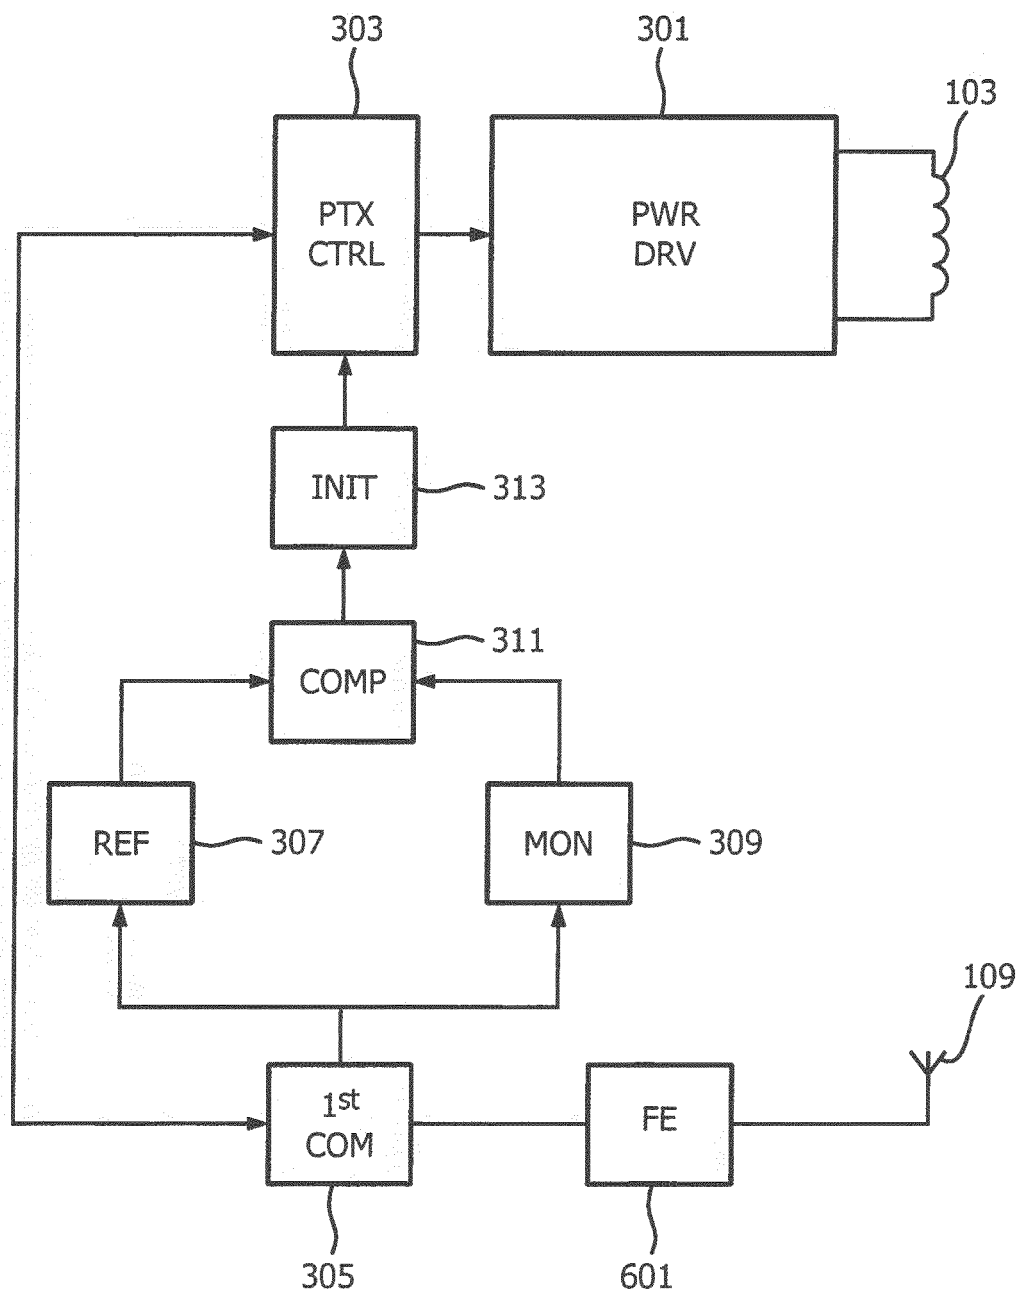 303
301
103
PTX
CTRL
PWR
DRV
INIT
313
311
COMP
REF
307
MON
309
109
1st
COM
FE
305
601